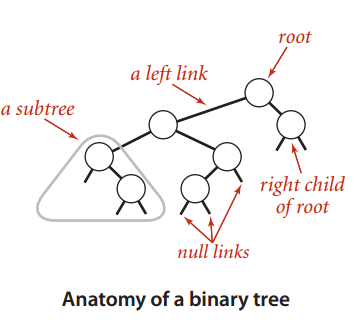 root
a left link
a subtree
right child
of root
null links
Anatomy of a binary tree